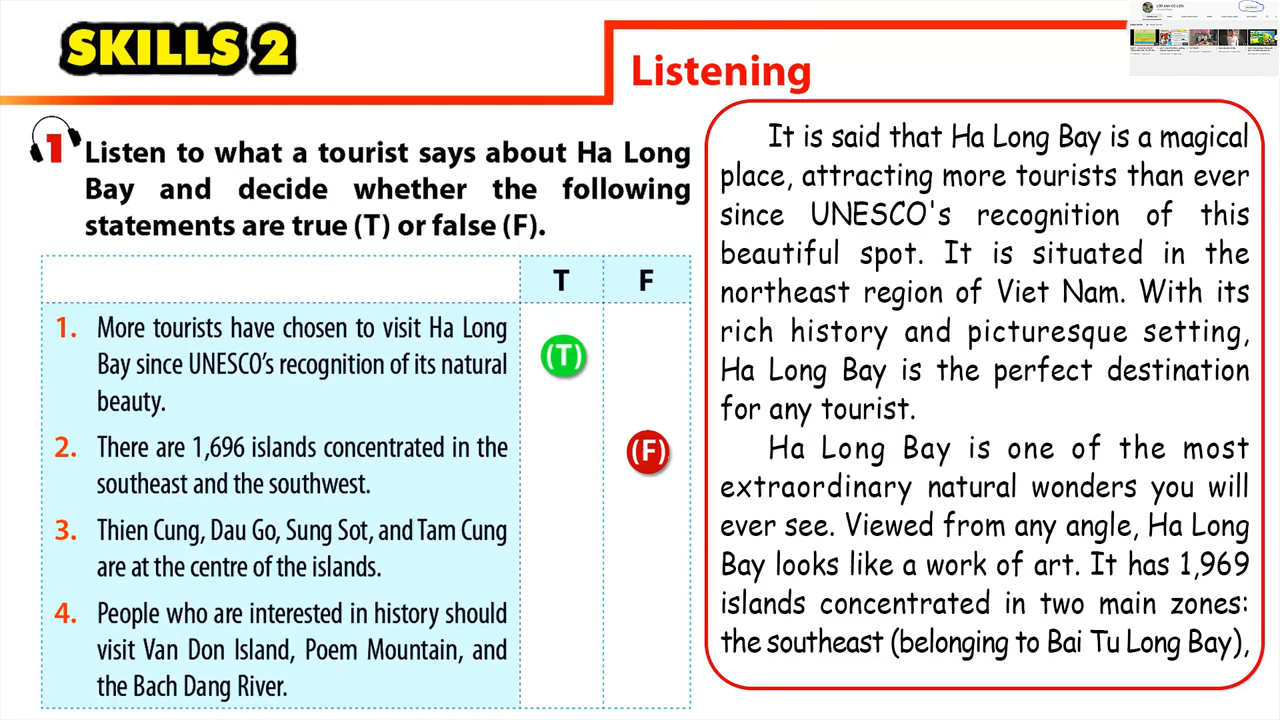 SKILLS 2
Listening
1 Listen to what a tourist says about Ha Long
Bay and decide whether the following
statements are true (T) or false (F).
T F
1. More tourists have chosen to visit Ha Long
Bay since UNESCO's recognition of its natural
beauty.
(T)
2. There are 1,696 islands concentrated in the
southeast and the southwest.
(F)
3. Thien Cung, Dau Go, Sung Sot, and Tam Cung
are at the centre of the islands.
4. People who are interested in history should
visit Van Don Island, Poem Mountain, and
the Bach Dang River.
It is said that Ha Long Bay is a magical
place, attracting more tourists than ever
since UNESCO's recognition of this
beautiful spot. It is situated in the
northeast region of Viet Nam. With its
rich history and picturesque setting,
Ha Long Bay is the perfect destination
for any tourist.
Ha Long Bay is one of the most
extraordinary natural wonders you will
ever see. Viewed from any angle, Ha Long
Bay looks like a work of art. It has 1,969
islands concentrated in two main zones:
the southeast (belonging to Bai Tu Long Bay),